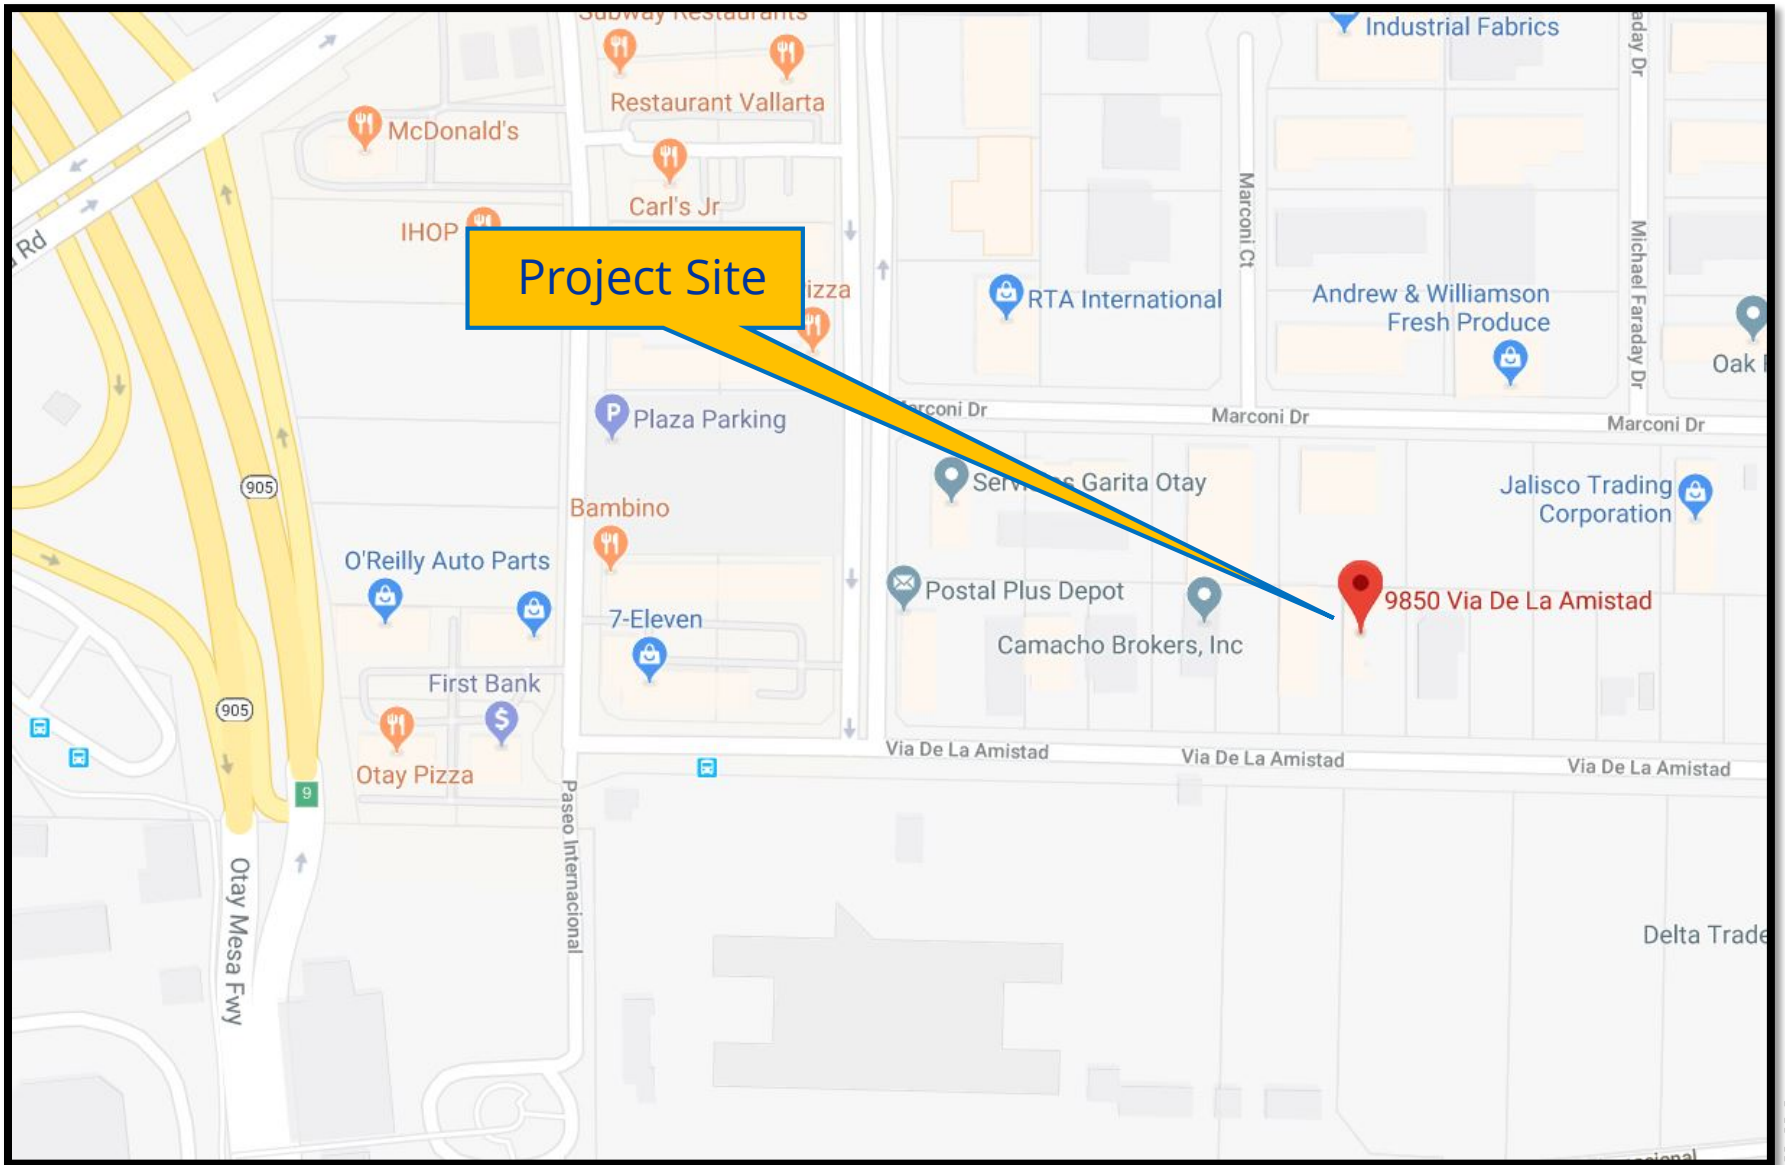 Subway Restaurants
Industrial Fabrics
aday Dr
Restaurant Vallarta
McDonald's
Carl's Jr
IHOP
Rd
Marconi Ct
Michael Faraday Dr
Project Site
izza
RTA International
Andrew & Williamson
Fresh Produce
Oak
Plaza Parking
arconi Dr
Marconi Dr
Marconi Dr
905
Garita Otay
Jalisco Trading
Corporation
Bambino
O'Reilly Auto Parts
Postal Plus Depot
9850 Via De La Amistad
7-Eleven
Camacho Brokers, Inc
First Bank
905
Via De La Amistad
Via De La Amistad
Via De La Amistad
Otay Pizza
9
Paseo Internacional
Otay Mesa Fwy
Delta Trade